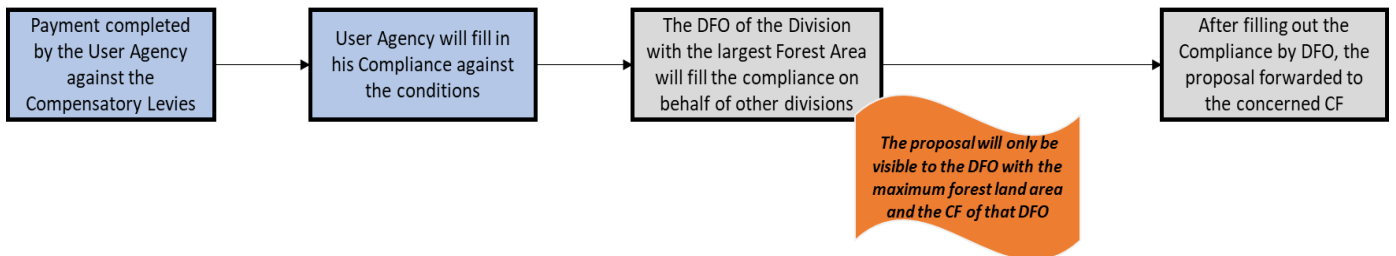 Payment completed
by the User Agency
against the
Compensatory Levies
User Agency will fill in
his Compliance against
the conditions
The DFO of the Division
with the largest Forest Area
will fill the compliance on
behalf of other divisions
The proposal will only be
visible to the DFO with the
maximum forest land area
and the CF of that DFO
After filling out the
Compliance by DFO, the
proposal forwarded to
the concerned CF